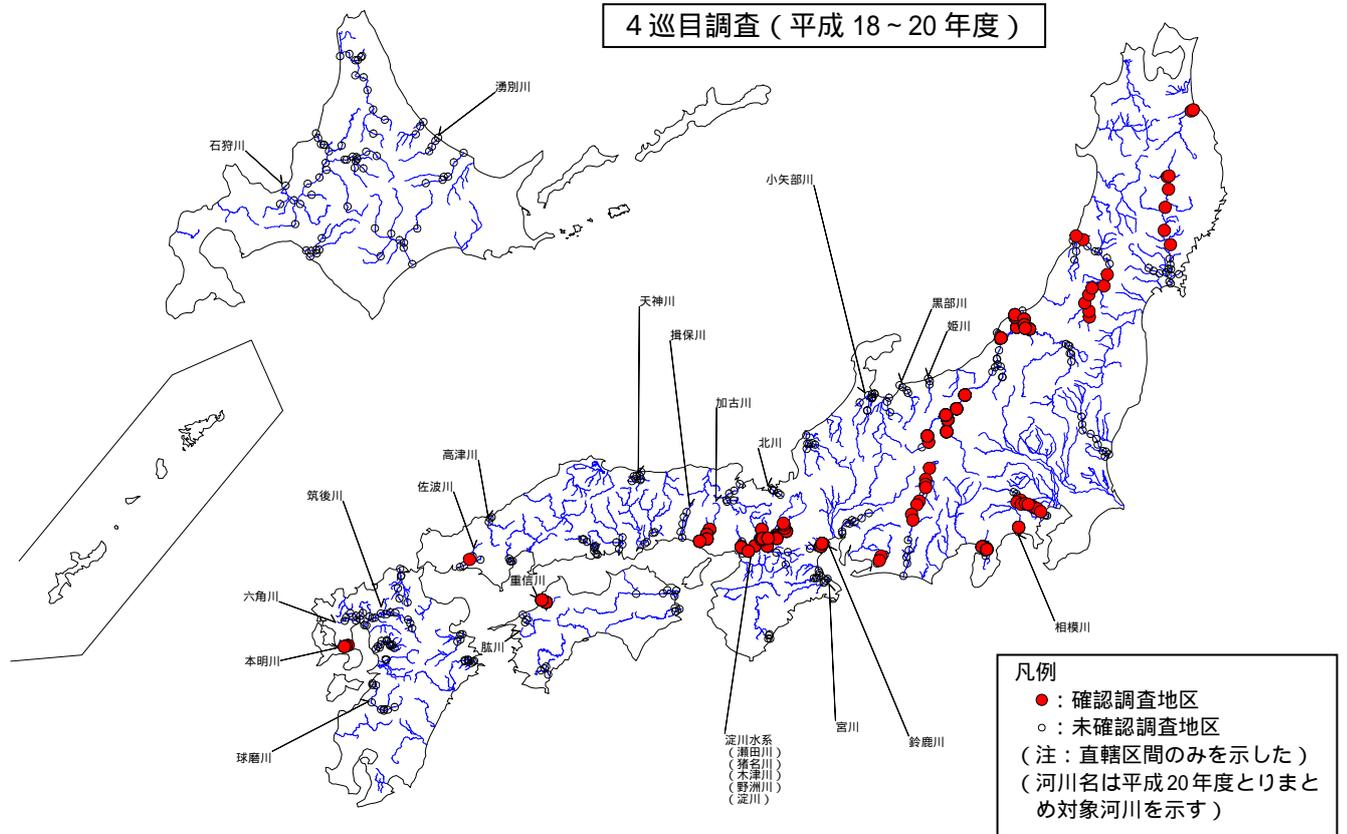 ４巡目調査（平成 18～20 年度）
湧別川
石狩川
小矢部川
天神川
黒部川
揖保川
姫川
加古川
北川
高津川
佐波川
筑後川
重信川
六角川
肱川
本明川
相模川
球磨川
宮川
鈴鹿川
淀川水系
（瀬田川）
（猪名川）
（木津川）
（野洲川）
（淀川）
凡例
：確認調査地区
：未確認調査地区
（注：直轄区間のみを示した）
（河川名は平成20年度とりまと
め対象河川を示す）